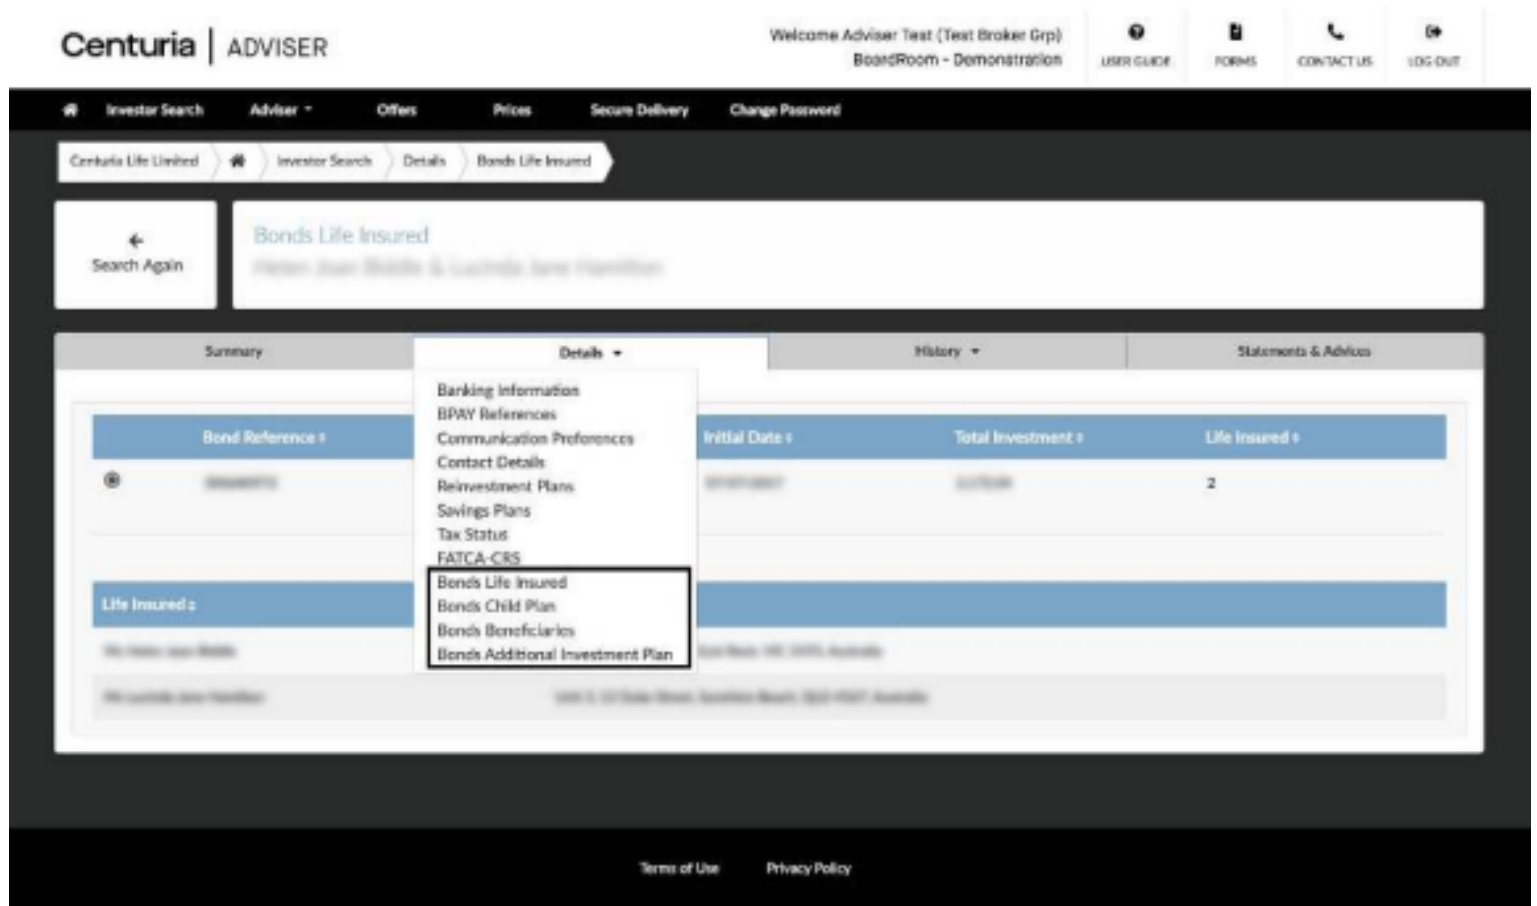 Centuria | ADVISER
Welcome Adviser Test (Test Broker Grp)
BoardRoom - Demonstration
USER GUIDE
FORMS
CONTACT US
LOG OUT
Investor Search Adviser Offers Prices Secure Delivery Change Password
Centuria Life Limited Investor Search Details Bonds Life Insured
Search Again
Bonds Life Insured
Summary Details History Statements & Advices
Banking Information
BPAY References
Communication Preferences
Contact Details
Reinvestment Plans
Savings Plans
Tax Status
FATCA-CRS
Bonds Life Insured
Bonds Child Plan
Bonds Beneficiaries
Bonds Additional Investment Plan
Bond Reference Initial Date Total Investment Life Insured
2
Life Insured
Terms of Use Privacy Policy